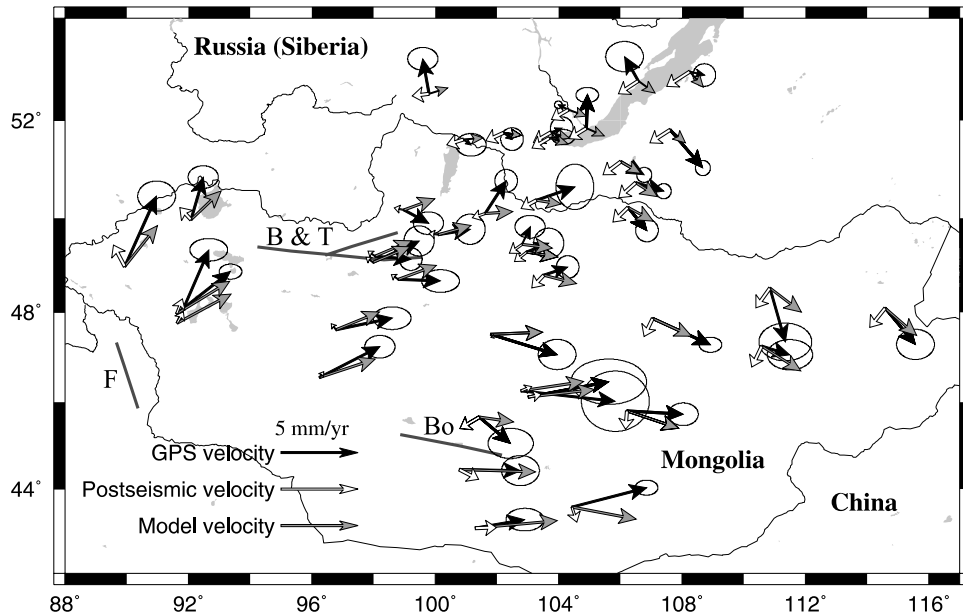 Russia (Siberia)
52°
B & T
48°
F
5 mm/yr
Bo
GPS velocity
Mongolia
Postseismic velocity
44°
China
Model velocity
88° 92° 96° 100° 104° 108° 112° 116°